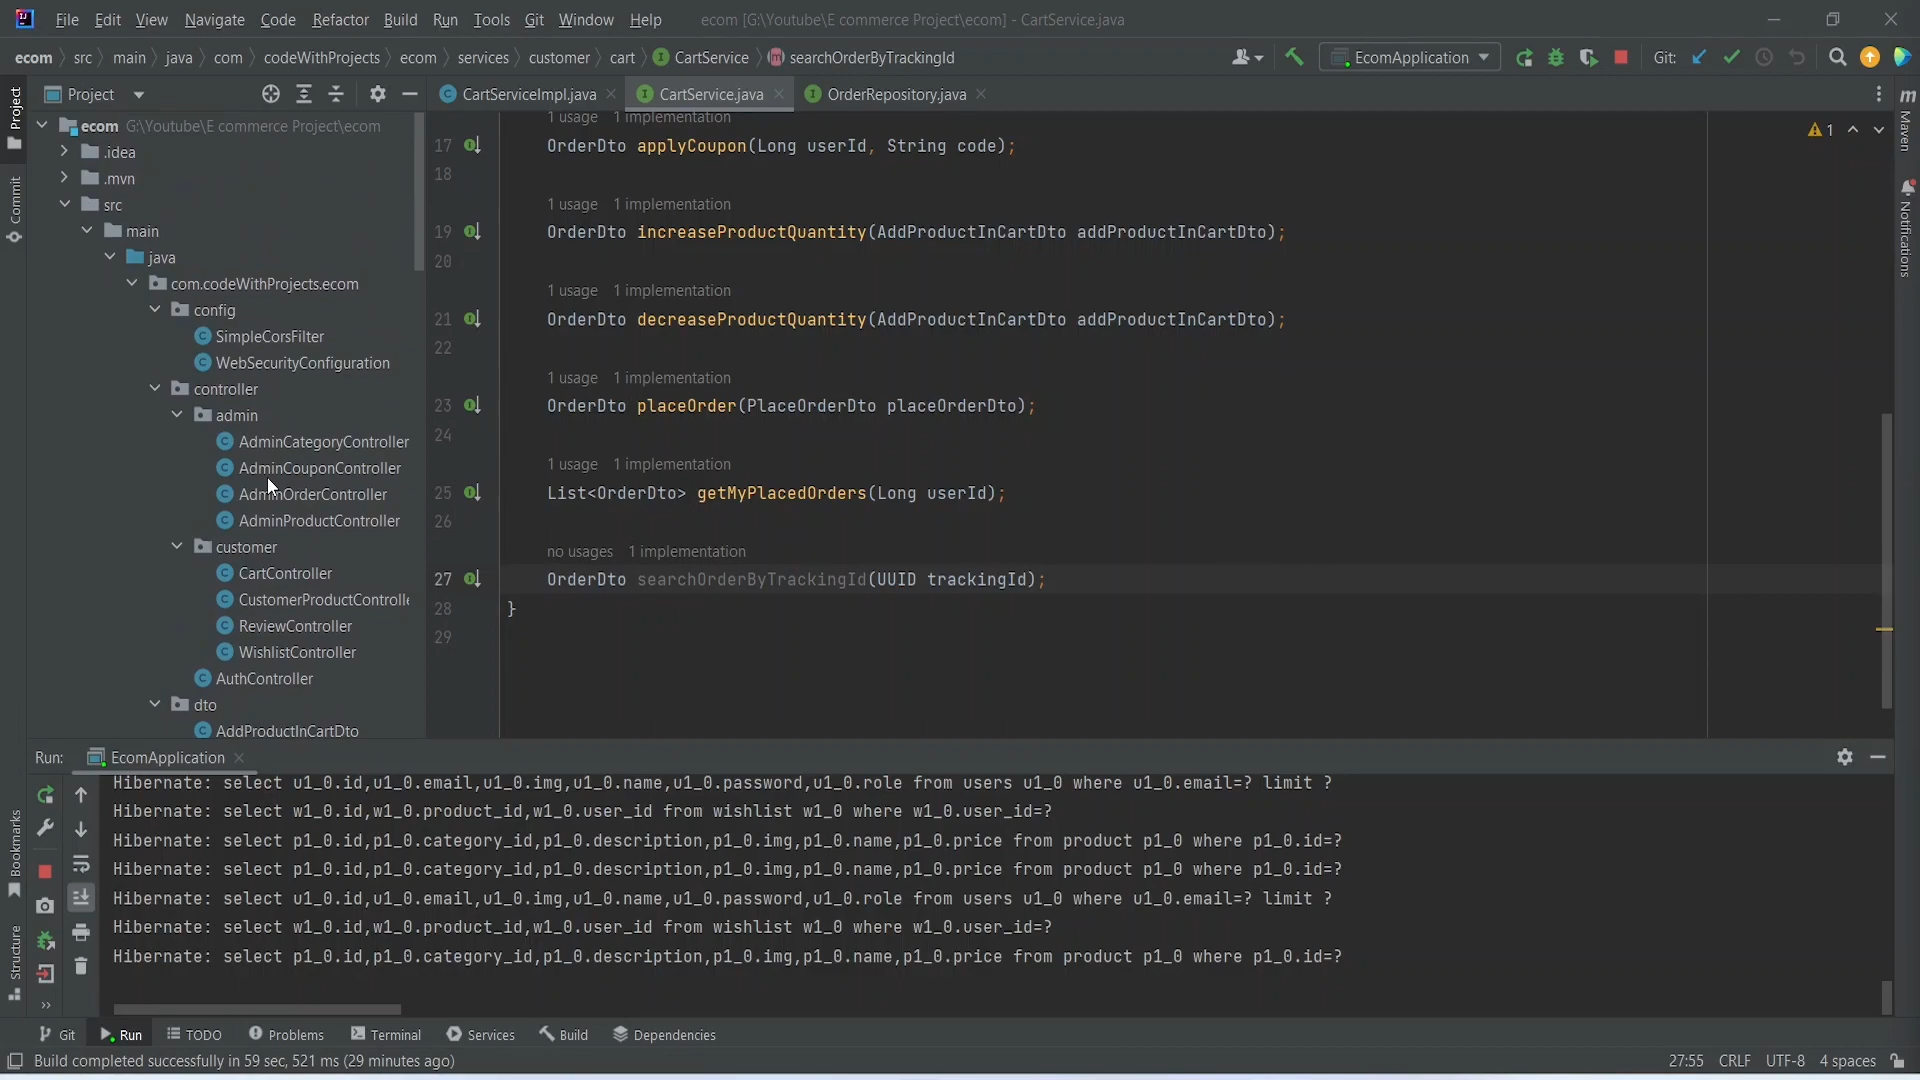 File Edit View Navigate Code Refactor Build Run Tools Git Window Help ecom [G:\Youtube\E commerce Project\ecom] - CartService.java
ecom src main java com codeWithProjects ecom services customer cart CartService searchOrderByTrackingId EcomApplication Git:
Project CartServiceImpl.java CartService.java OrderRepository.java
Project
Commit
Bookmarks
Structure
Maven
Notifications
ecom G:\Youtube\E commerce Project\ecom
.idea
.mvn
src
main
java
com.codeWithProjects.ecom
config
SimpleCorsFilter
WebSecurityConfiguration
controller
admin
AdminCategoryController
AdminCouponController
AdminOrderController
AdminProductController
customer
CartController
CustomerProductControlle
ReviewController
WishlistController
AuthController
dto
AddProductInCartDto
1 usage 1 implementation
17 OrderDto applyCoupon(Long userId, String code);
18
1 usage 1 implementation
19 OrderDto increaseProductQuantity(AddProductInCartDto addProductInCartDto);
20
1 usage 1 implementation
21 OrderDto decreaseProductQuantity(AddProductInCartDto addProductInCartDto);
22
1 usage 1 implementation
23 OrderDto placeOrder(PlaceOrderDto placeOrderDto);
24
1 usage 1 implementation
25 List<OrderDto> getMyPlacedOrders(Long userId);
26
no usages 1 implementation
27 OrderDto searchOrderByTrackingId(UUID trackingId);
28 }
29
1
Run: EcomApplication
Hibernate: select u1_0.id,u1_0.email,u1_0.img,u1_0.name,u1_0.password,u1_0.role from users u1_0 where u1_0.email=? limit ?
Hibernate: select w1_0.id,w1_0.product_id,w1_0.user_id from wishlist w1_0 where w1_0.user_id=?
Hibernate: select p1_0.id,p1_0.category_id,p1_0.description,p1_0.img,p1_0.name,p1_0.price from product p1_0 where p1_0.id=?
Hibernate: select p1_0.id,p1_0.category_id,p1_0.description,p1_0.img,p1_0.name,p1_0.price from product p1_0 where p1_0.id=?
Hibernate: select u1_0.id,u1_0.email,u1_0.img,u1_0.name,u1_0.password,u1_0.role from users u1_0 where u1_0.email=? limit ?
Hibernate: select w1_0.id,w1_0.product_id,w1_0.user_id from wishlist w1_0 where w1_0.user_id=?
Hibernate: select p1_0.id,p1_0.category_id,p1_0.description,p1_0.img,p1_0.name,p1_0.price from product p1_0 where p1_0.id=?
Git Run TODO Problems Terminal Services Build Dependencies
Build completed successfully in 59 sec, 521 ms (29 minutes ago) 27:55 CRLF UTF-8 4 spaces